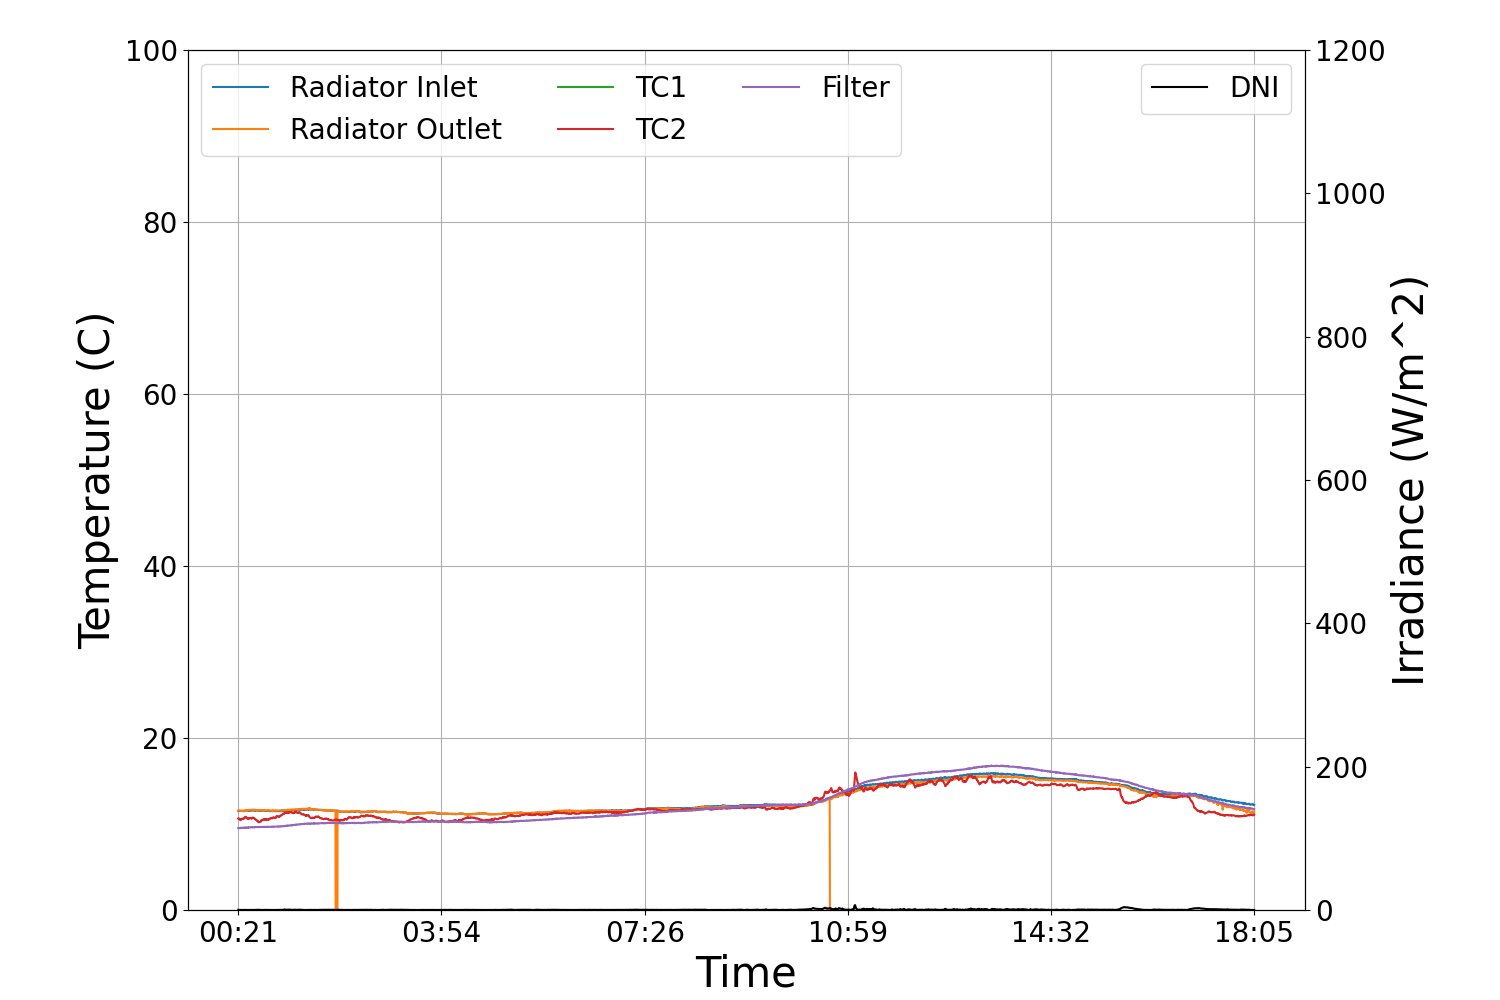 100
80
60
40
20
0
Temperature (C)
Radiator Inlet
Radiator Outlet
TC1
TC2
Filter
DNI
1200
1000
800
600
400
200
0
Irradiance (W/m^2)
00:21 03:54 07:26 10:59 14:32 18:05
Time